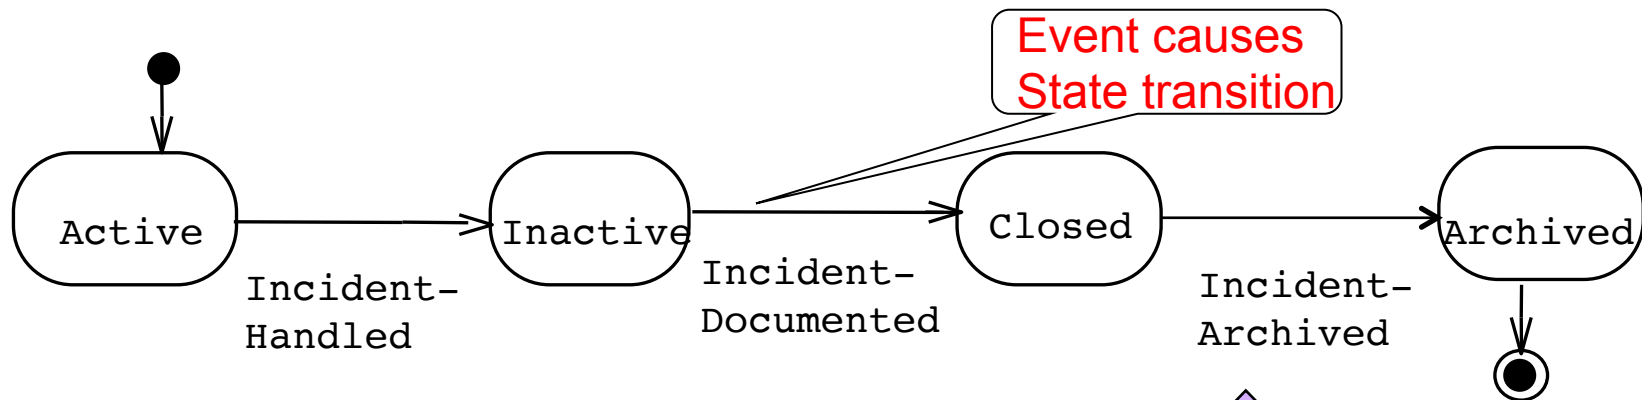 Event causes
State transition
Active
Inactive
Closed
Archived
Incident-
Handled
Incident-
Documented
Incident-
Archived